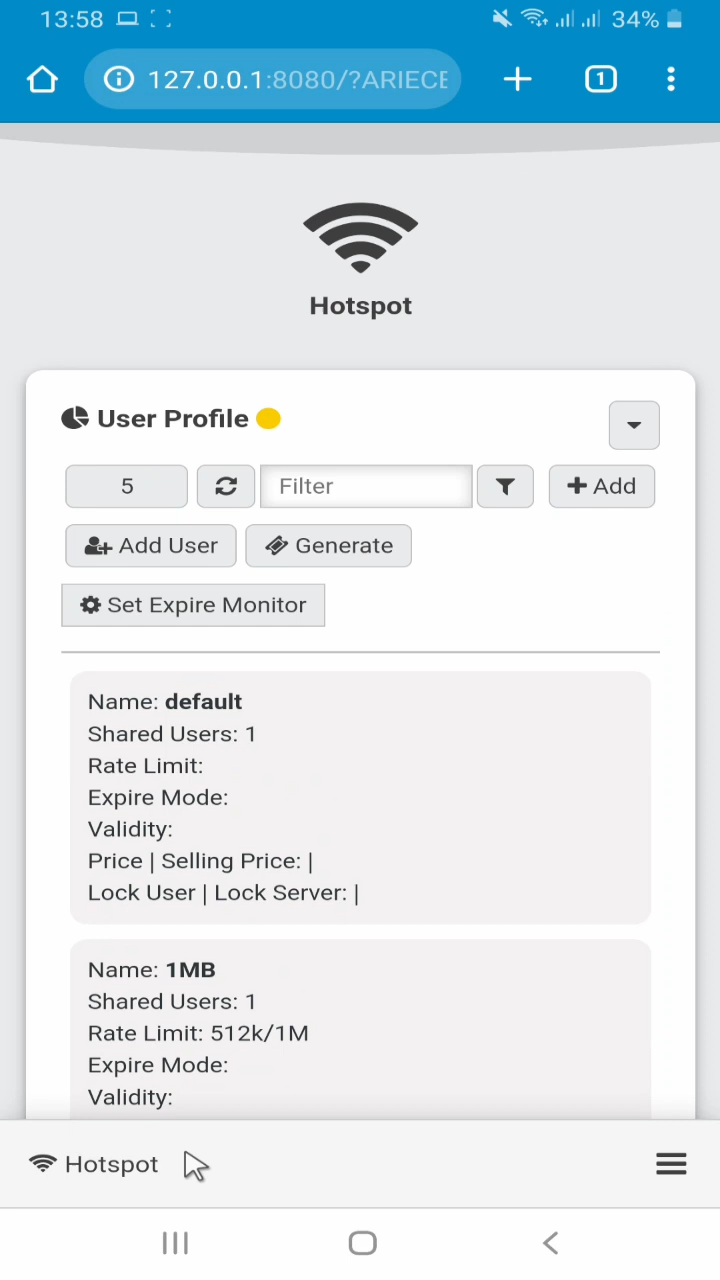 13:58 34%
127.0.0.1:8080/?ARIECE
1
Hotspot
User Profile
5 Filter Add
Add User Generate
Set Expire Monitor
Name: default
Shared Users: 1
Rate Limit:
Expire Mode:
Validity:
Price | Selling Price: |
Lock User | Lock Server: |
Name: 1MB
Shared Users: 1
Rate Limit: 512k/1M
Expire Mode:
Validity:
Hotspot